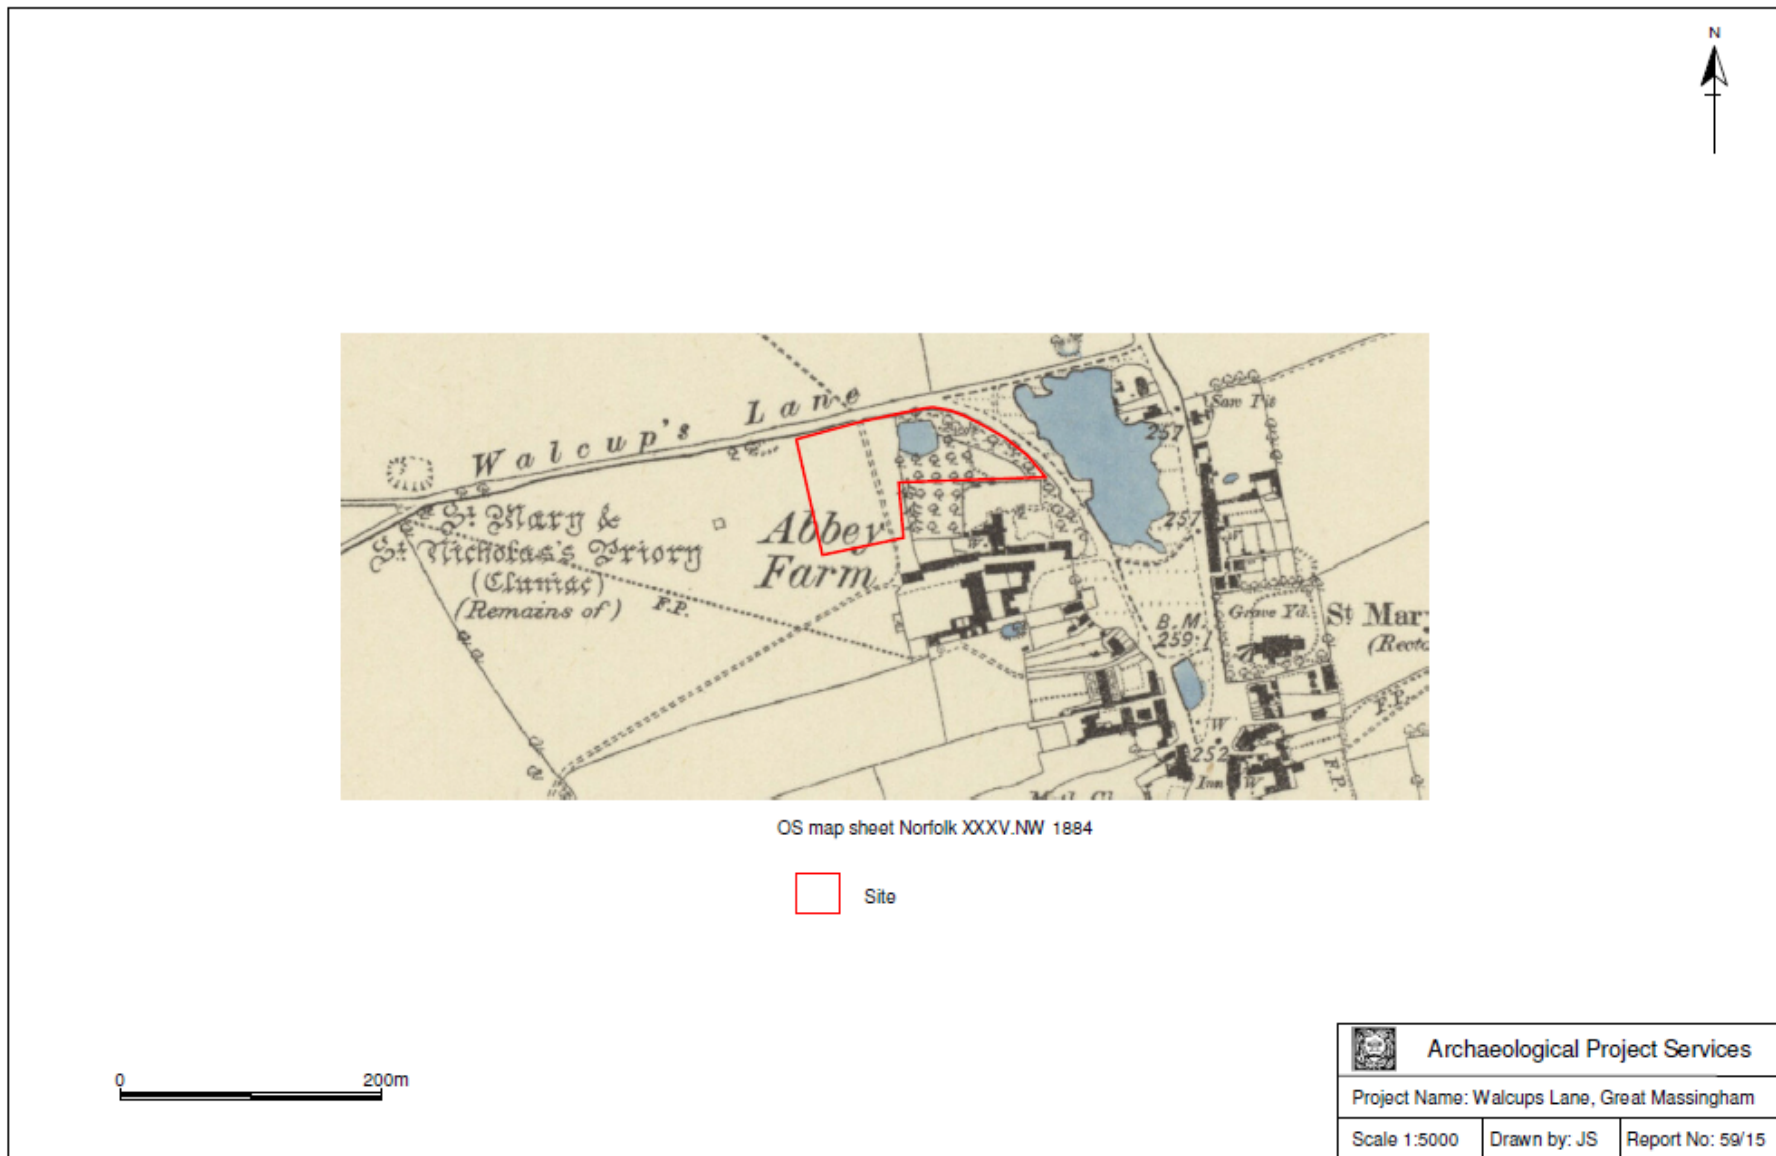 N
Walcup's Lane
Saw Pit
257
St. Mary &
St. Nicholas's Priory
(Cluniac)
(Remains of)
F.P.
Abbey
Farm
W
257
B.M.
259.1
Grave Yd.
St. Mar
(Recto
F.P.
W
252
Inn
W
F.P.
OS map sheet Norfolk XXXV.NW 1884
Site
0 200m
Archaeological Project Services
Project Name: Walcups Lane, Great Massingham
Scale 1:5000 Drawn by: JS Report No: 59/15